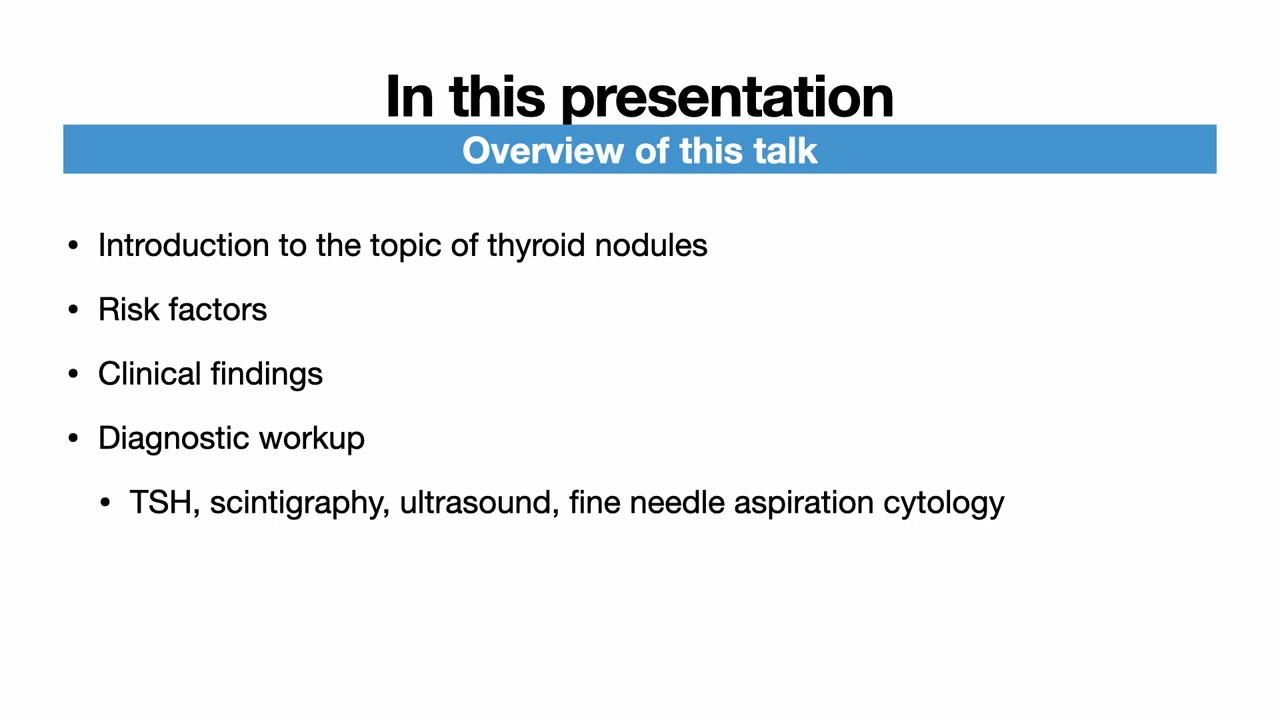 In this presentation
Overview of this talk
• Introduction to the topic of thyroid nodules
• Risk factors
• Clinical findings
• Diagnostic workup
• TSH, scintigraphy, ultrasound, fine needle aspiration cytology